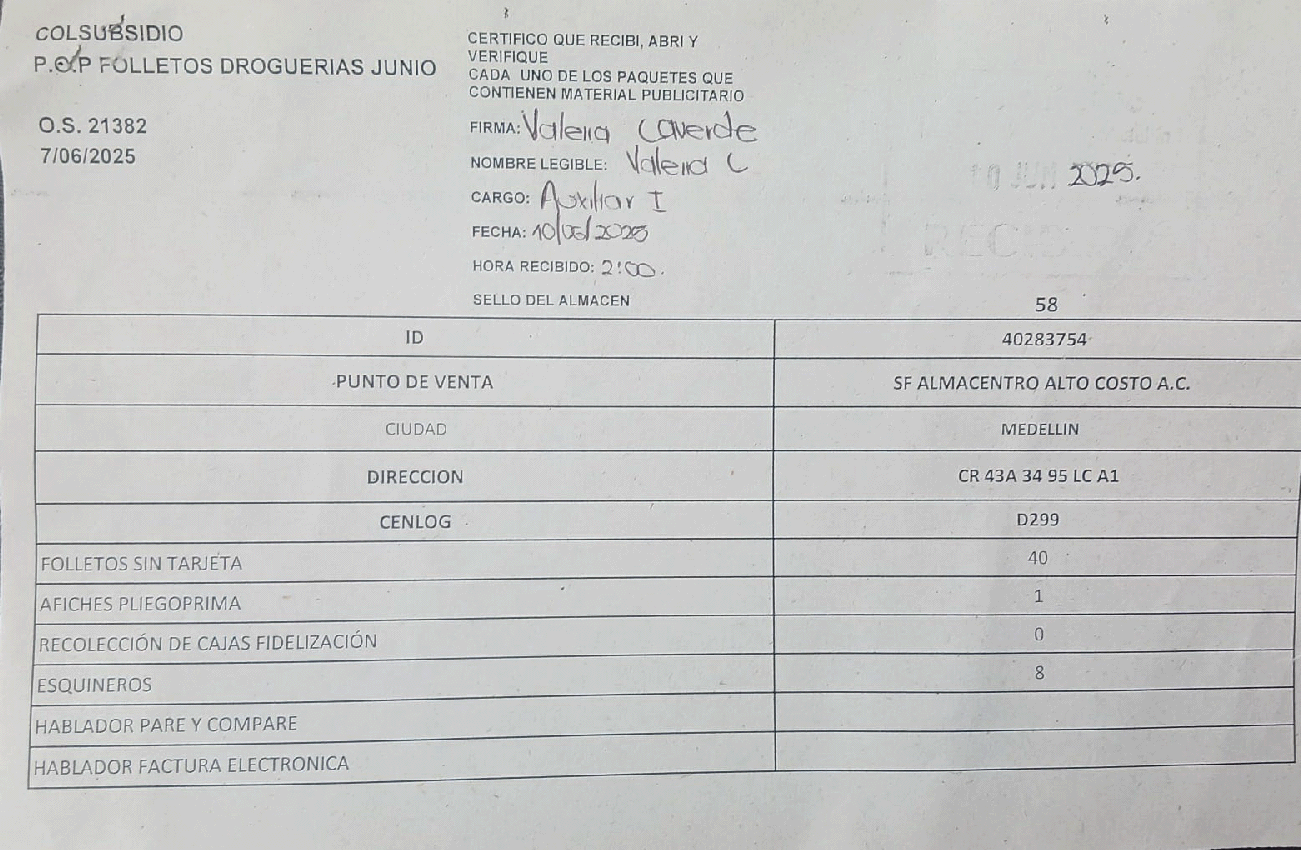 COLSUBSIDIO
P.O.P FOLLETOS DROGUERIAS JUNIO
O.S. 21382
7/06/2025
CERTIFICO QUE RECIBI, ABRI Y
VERIFIQUE
CADA UNO DE LOS PAQUETES QUE
CONTIENEN MATERIAL PUBLICITARIO
FIRMA: Valeria Laverde
NOMBRE LEGIBLE: Valeria L
CARGO: Auxiliar I
FECHA: 10/06/2025
HORA RECIBIDO: 2:00.
SELLO DEL ALMACEN
10 JUN 2025.
58
ID 40283754
PUNTO DE VENTA SF ALMACENTRO ALTO COSTO A.C.
CIUDAD MEDELLIN
DIRECCION CR 43A 34 95 LC A1
CENLOG D299
FOLLETOS SIN TARJETA 40
AFICHES PLIEGOPRIMA 1
RECOLECCIÓN DE CAJAS FIDELIZACIÓN 0
ESQUINEROS 8
HABLADOR PARE Y COMPARE
HABLADOR FACTURA ELECTRONICA